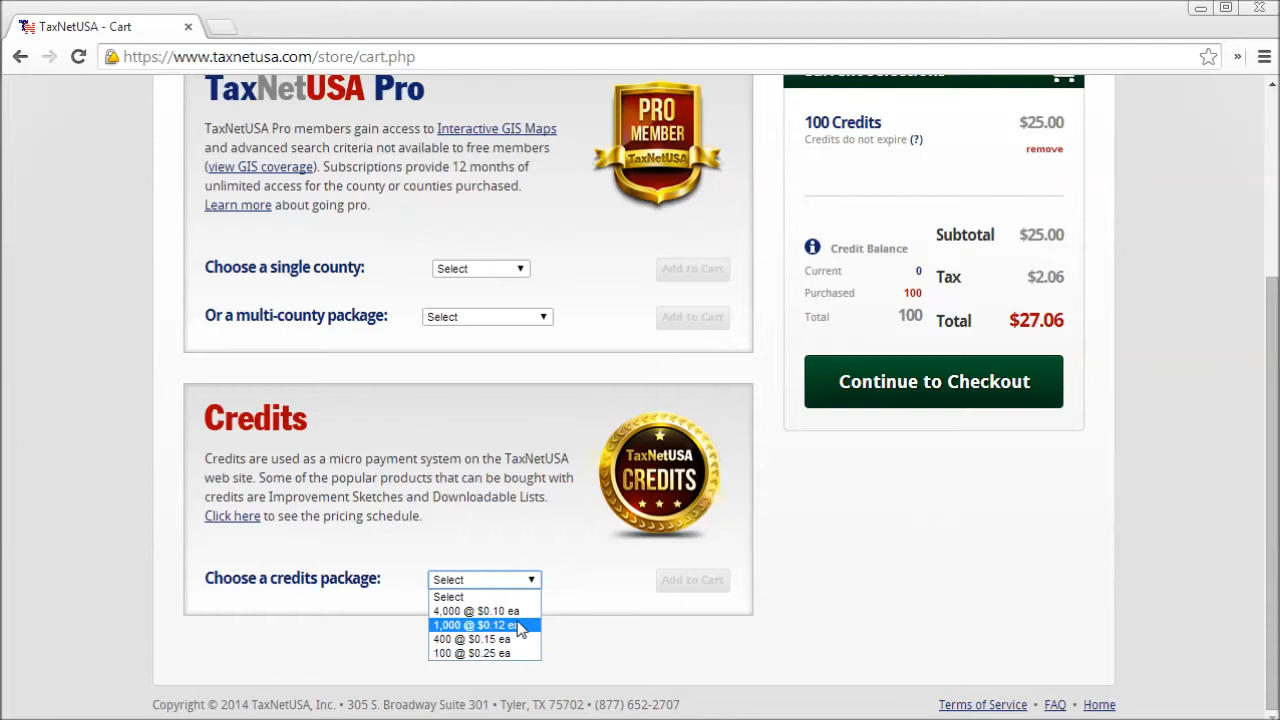 TaxNetUSA - Cart
https://www.taxnetusa.com/store/cart.php
TaxNetUSA Pro
TaxNetUSA Pro members gain access to Interactive GIS Maps
and advanced search criteria not available to free members
(view GIS coverage). Subscriptions provide 12 months of
unlimited access for the county or counties purchased.
Learn more about going pro.
PRO
MEMBER
TaxNetUSA
Choose a single county:
Select
Add to Cart
Or a multi-county package:
Select
Add to Cart
Credits
Credits are used as a micro payment system on the TaxNetUSA
web site. Some of the popular products that can be bought with
credits are Improvement Sketches and Downloadable Lists.
Click here to see the pricing schedule.
TaxNetUSA
CREDITS
Choose a credits package:
Select
Add to Cart
Select
4,000 @ $0.10 ea
1,000 @ $0.12 ea
400 @ $0.15 ea
100 @ $0.25 ea
100 Credits $25.00
Credits do not expire (?)
remove
Subtotal $25.00
Credit Balance
Current 0
Tax $2.06
Purchased 100
Total 100
Total $27.06
Continue to Checkout
Copyright © 2014 TaxNetUSA, Inc. • 305 S. Broadway Suite 301 • Tyler, TX 75702 • (877) 652-2707
Terms of Service • FAQ • Home